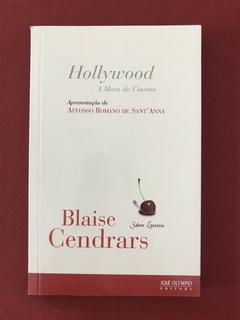 Hollywood
A Meca do Cinema
Apresentação de
Affonso Romano de Sant'Anna
Sabor Literário
Blaise
Cendrars
JOSÉ OLYMPIO
EDITORA